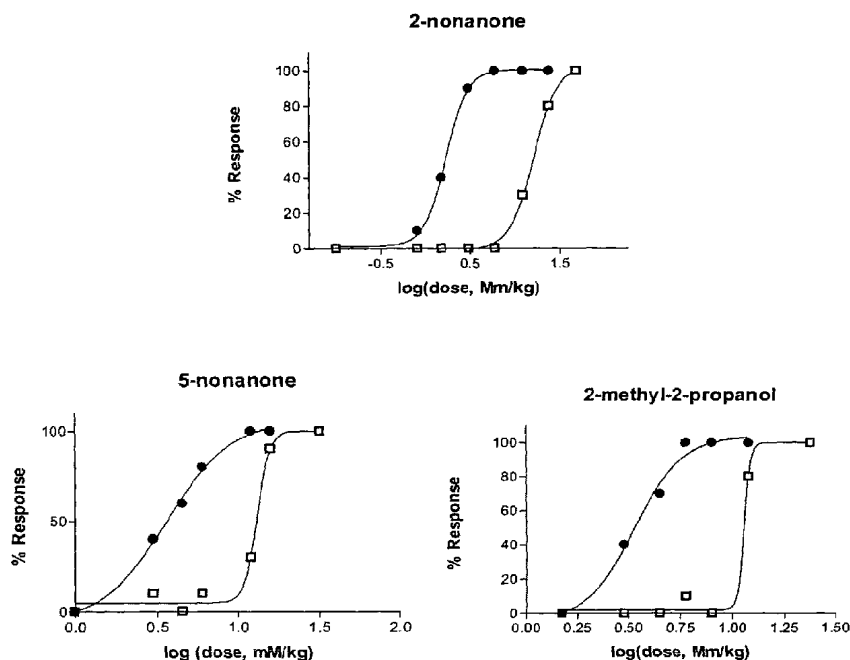 2-nonanone
100
80
60
40
20
0
% Response
-0.5 0.5 1.5
log(dose, Mm/kg)
5-nonanone
100
50
0
% Response
0.0 0.5 1.0 1.5 2.0
log (dose, mM/kg)
2-methyl-2-propanol
100
80
60
40
20
0
% Response
0.00 0.25 0.50 0.75 1.00 1.25 1.50
log(dose, Mm/kg)